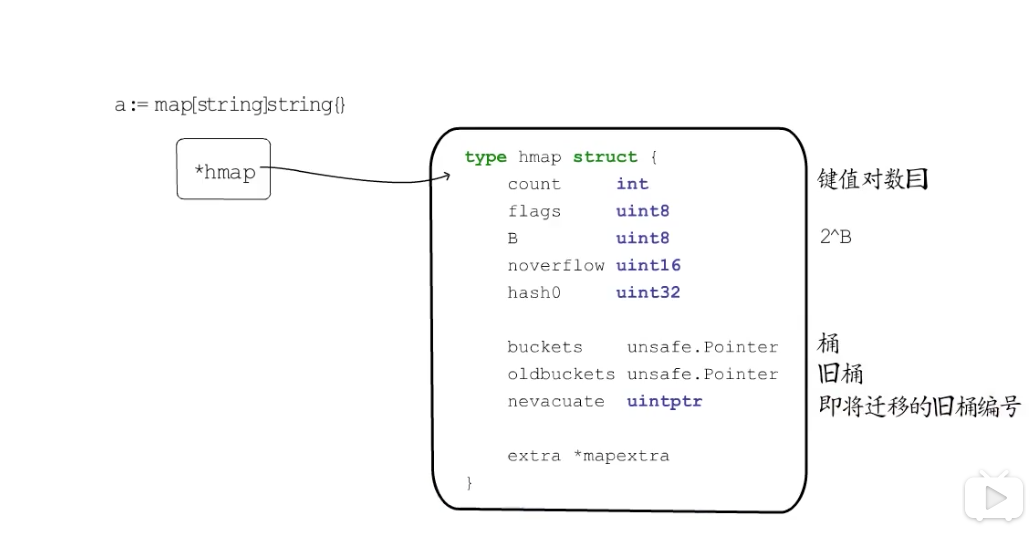 a := map[string]string{}
*hmap
type hmap struct {
count int 键值对数目
flags uint8
B uint8 2^B
noverflow uint16
hash0 uint32
buckets unsafe.Pointer 桶
oldbuckets unsafe.Pointer 旧桶
nevacuate uintptr 即将迁移的旧桶编号
extra *mapextra
}